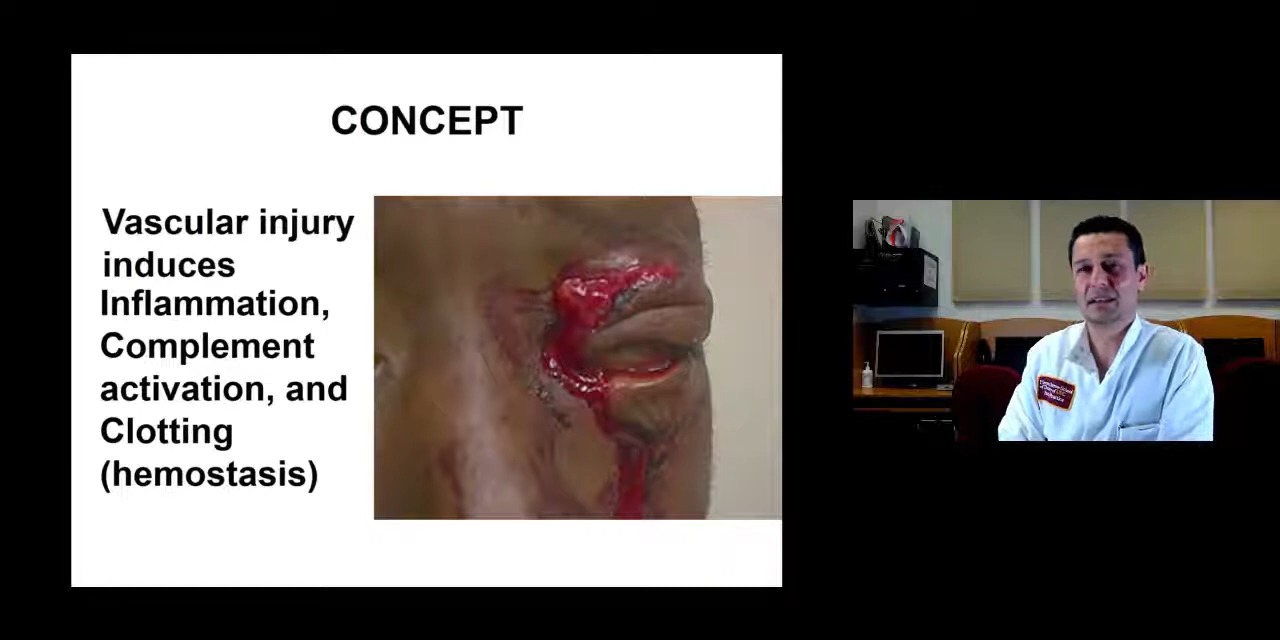 CONCEPT
Vascular injury
induces
Inflammation,
Complement
activation, and
Clotting
(hemostasis)